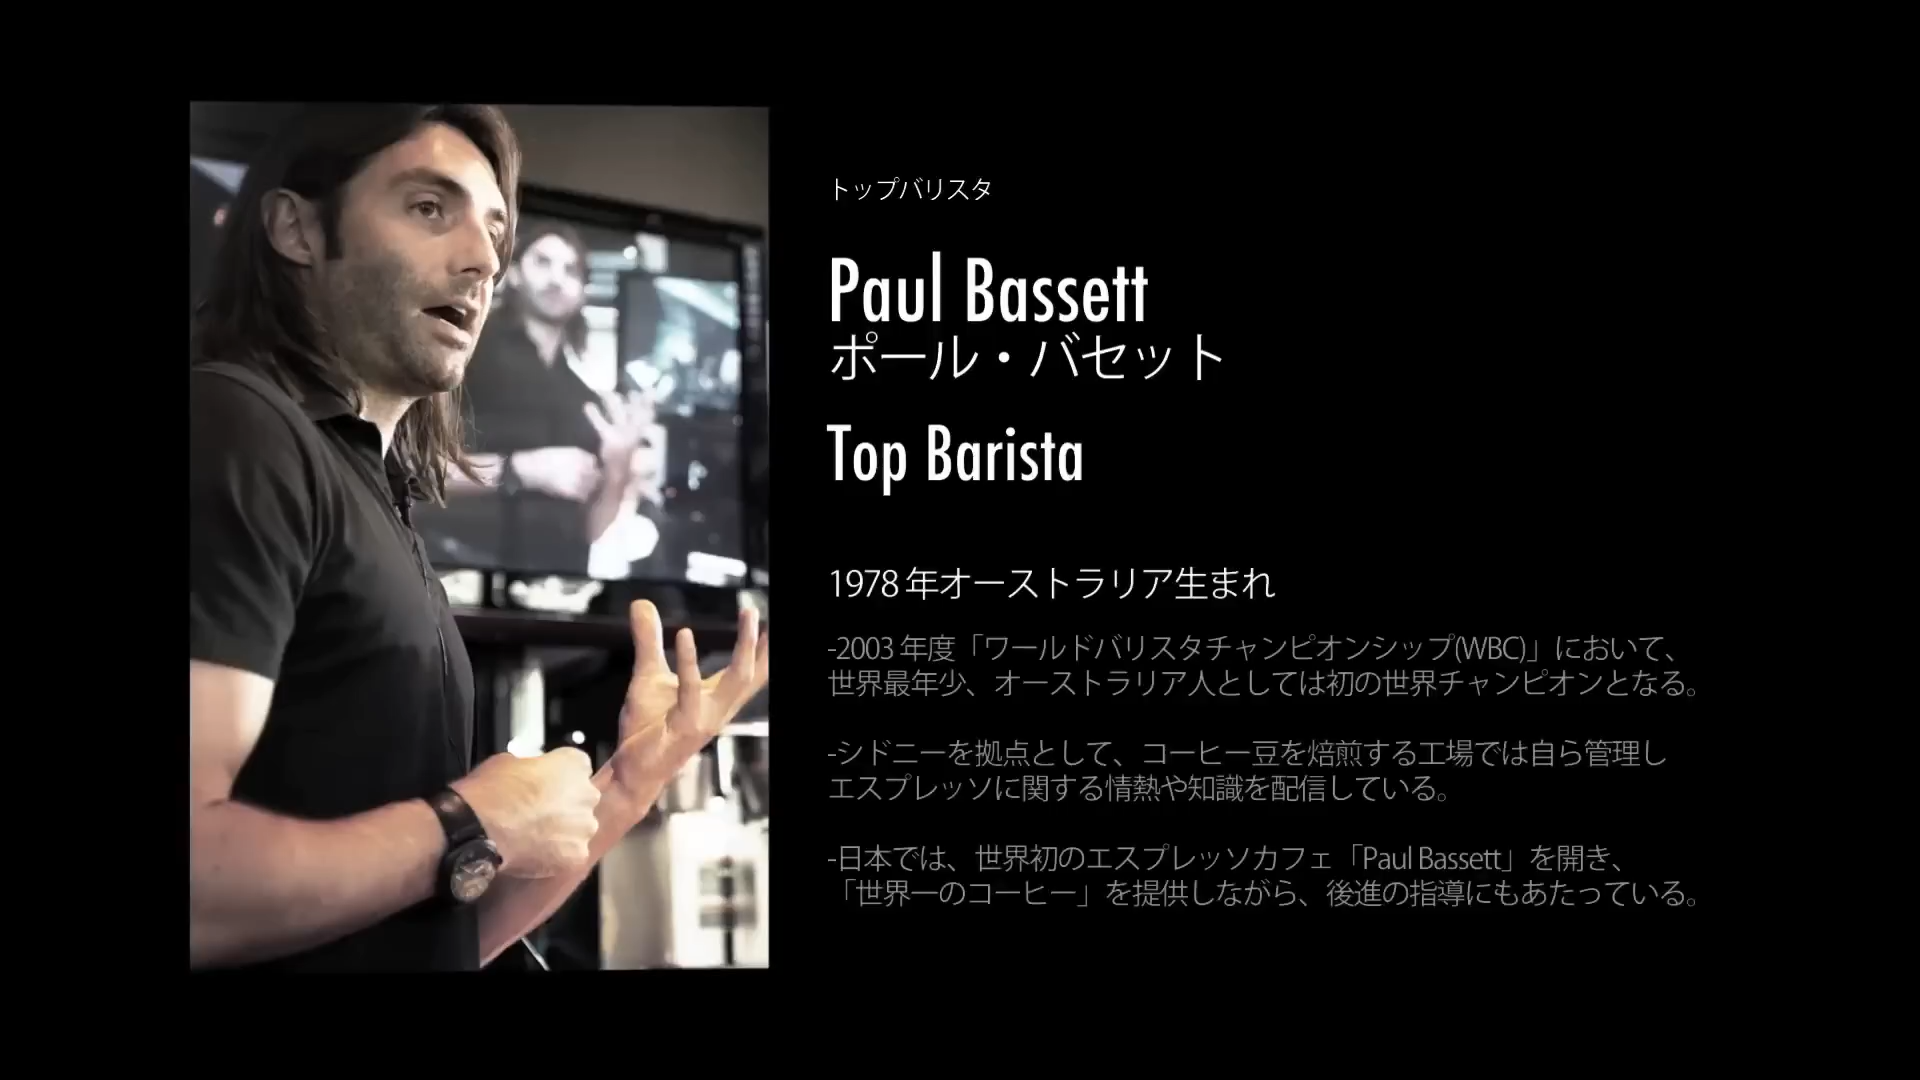 トップバリスタ
Paul Bassett
ポール・バセット
Top Barista
1978年オーストラリア生まれ
-2003年度「ワールドバリスタチャンピオンシップ(WBC)」において、
世界最年少、オーストラリア人としては初の世界チャンピオンとなる。
-シドニーを拠点として、コーヒー豆を焙煎する工場では自ら管理し
エスプレッソに関する情熱や知識を配信している。
-日本では、世界初のエスプレッソカフェ「Paul Bassett」を開き、
「世界一のコーヒー」を提供しながら、後進の指導にもあたっている。